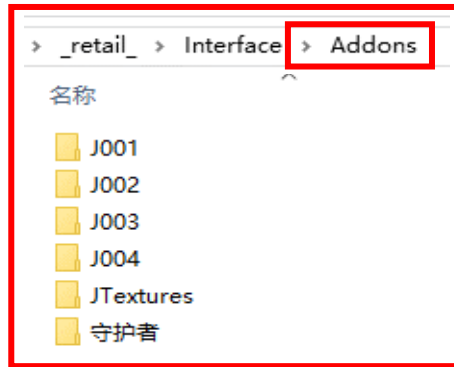 > _retail_ > Interface > Addons
名称
J001
J002
J003
J004
JTextures
守护者